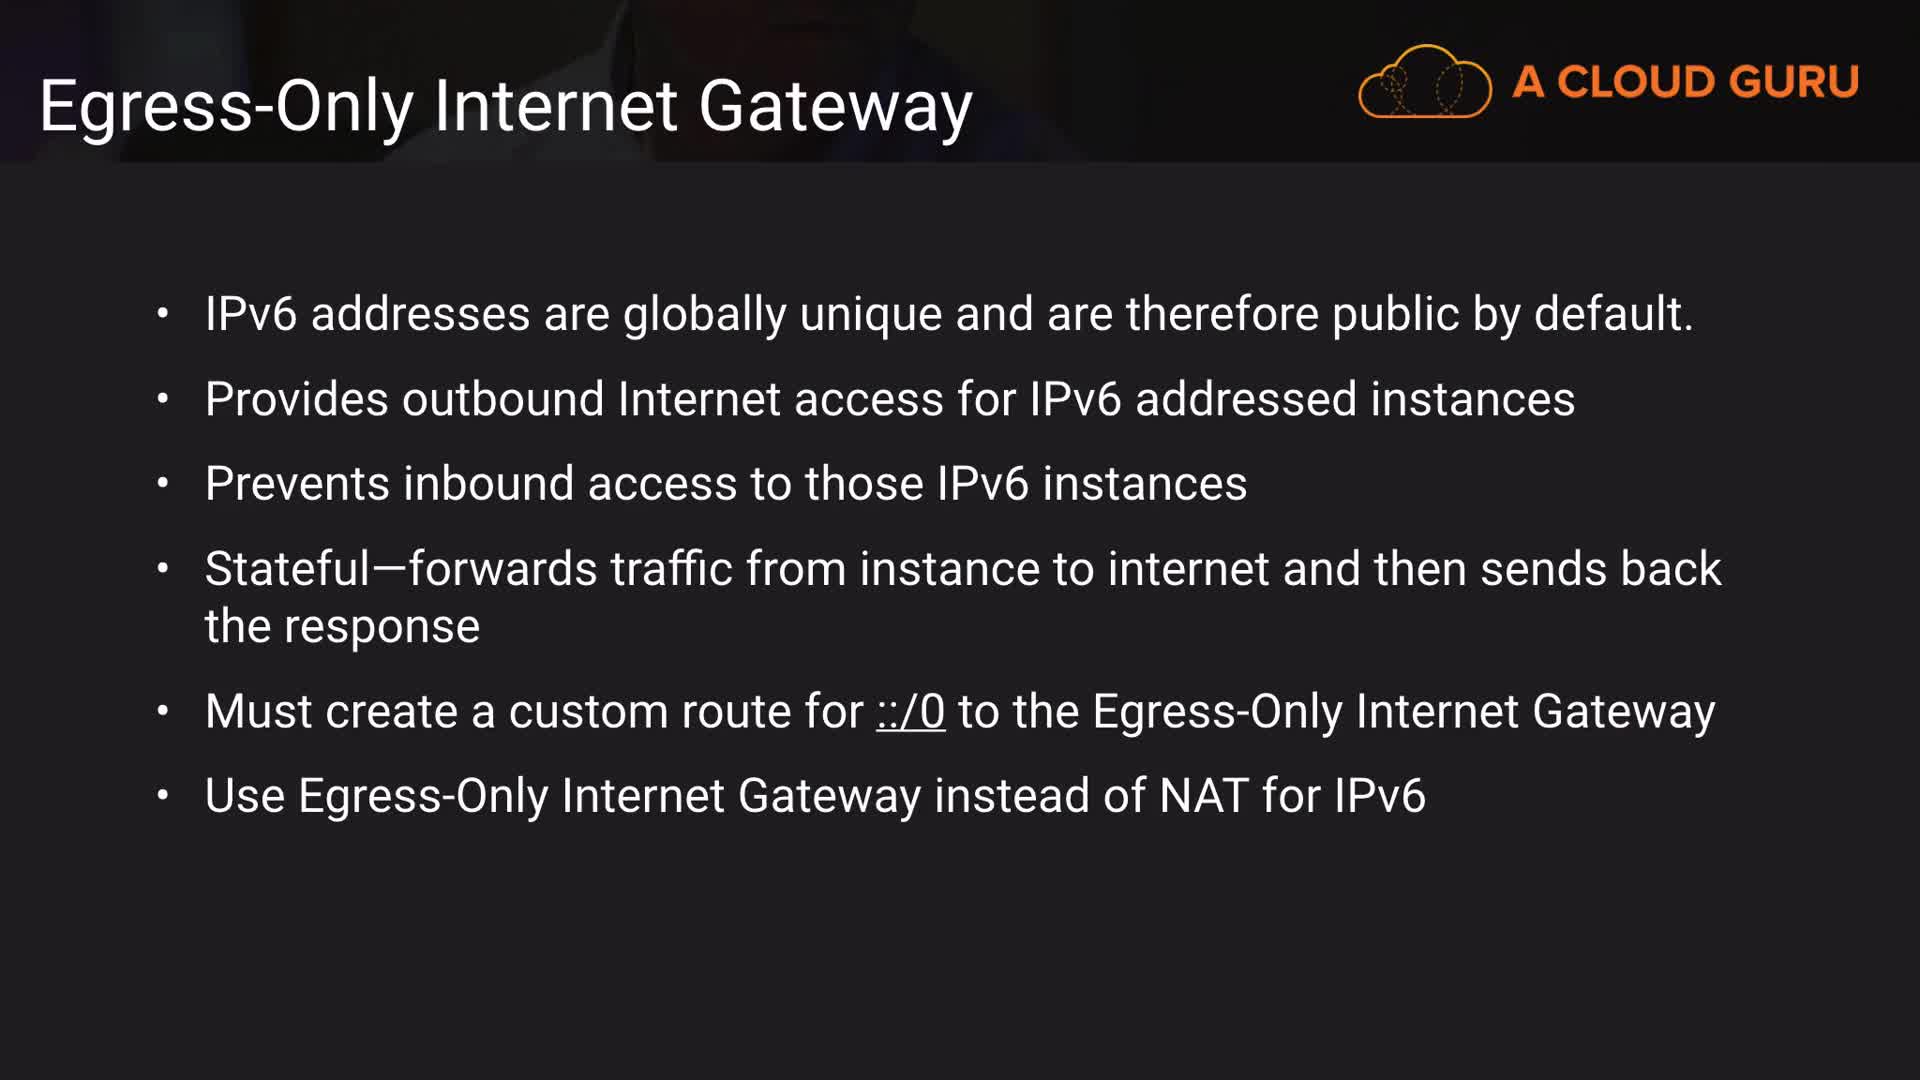 Egress-Only Internet Gateway
A CLOUD GURU
• IPv6 addresses are globally unique and are therefore public by default.
• Provides outbound Internet access for IPv6 addressed instances
• Prevents inbound access to those IPv6 instances
• Stateful—forwards traffic from instance to internet and then sends back
the response
• Must create a custom route for ::/0 to the Egress-Only Internet Gateway
• Use Egress-Only Internet Gateway instead of NAT for IPv6